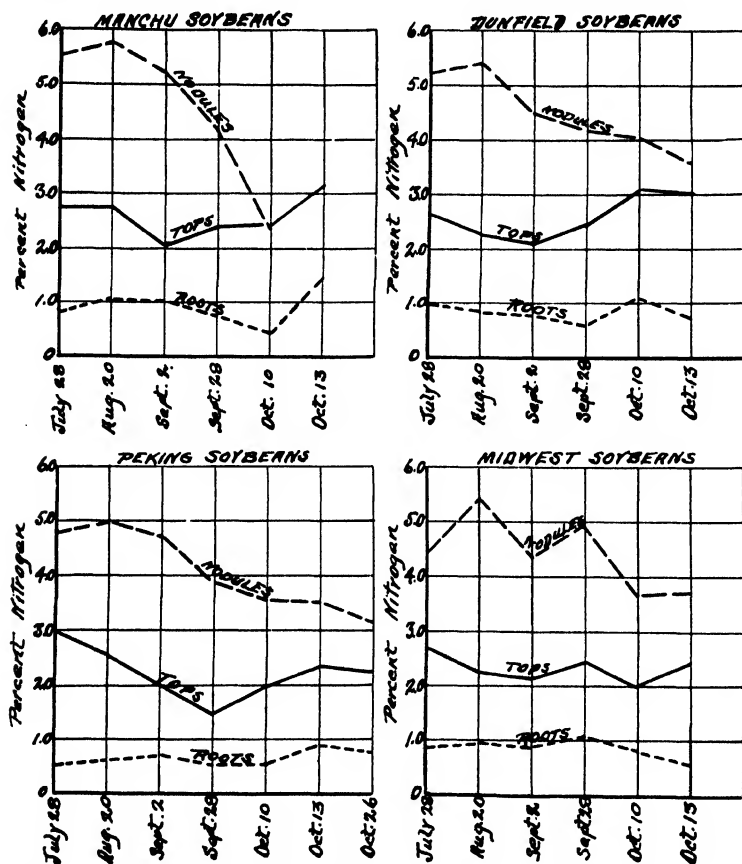 MANCHU SOYBERNS
Percent Nitrogen
6.0
5.0
4.0
3.0
2.0
1.0
0
NODULES
TOPS
ROOTS
July 28
Aug. 20
Sept. 2.
Sept. 28
Oct. 10
Oct. 13
DUNFIELD SOYBERNS
Percent Nitrogen
6.0
5.0
4.0
3.0
2.0
1.0
0
NODULES
TOPS
ROOTS
July 28
Aug. 20
Sept. 2
Sept. 28
Oct. 10
Oct. 13
PEKING SOYBERNS
Percent Nitrogen
6.0
5.0
4.0
3.0
2.0
1.0
0
NODULES
TOPS
ROOTS
July 28
Aug. 20
Sept. 2
Sept. 28
Oct. 10
Oct. 13
Oct. 26
MIDWEST SOYBERNS
Percent Nitrogen
6.0
5.0
4.0
3.0
2.0
1.0
0
NODULES
TOPS
ROOTS
July 28
Aug. 20
Sept. 2
Sept. 28
Oct. 10
Oct. 13